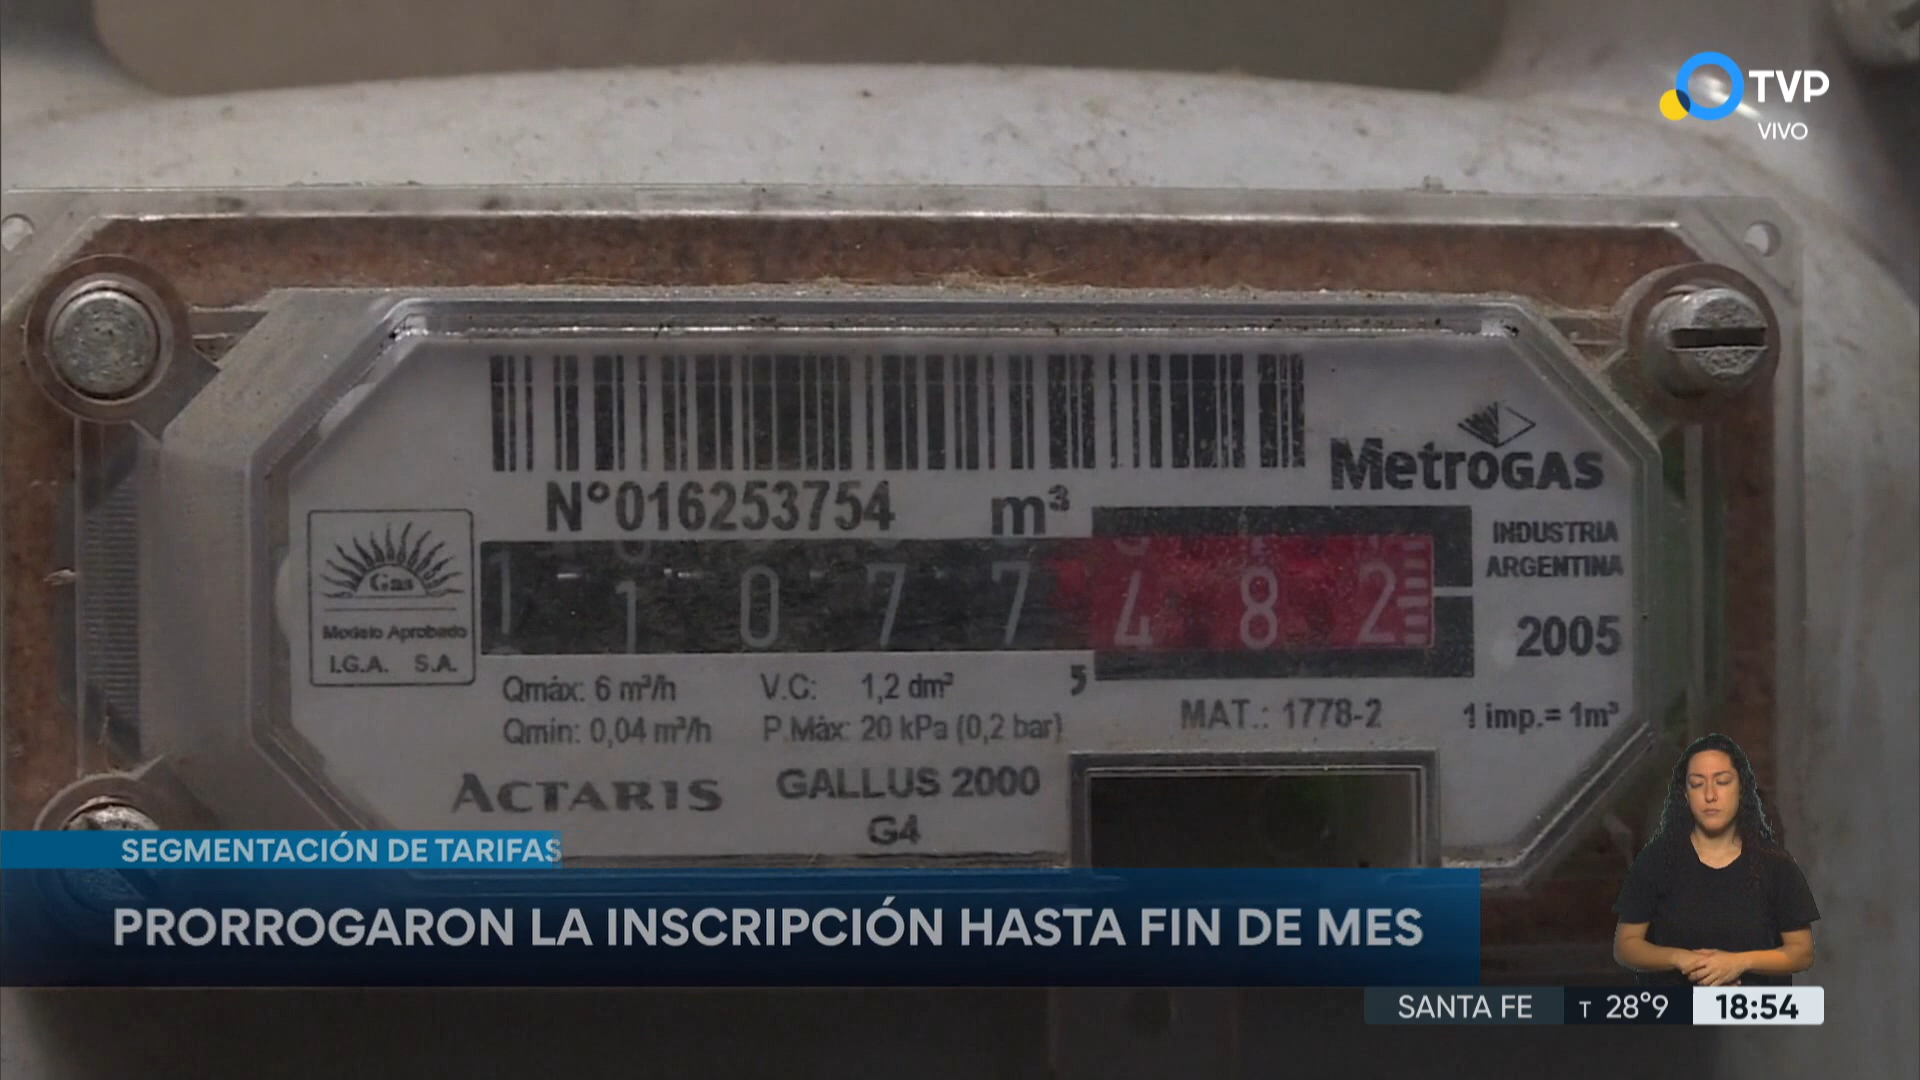 TVP
VIVO
MetroGAS
N°016253754 m³
INDUSTRIA
ARGENTINA
2005
Gas
Modelo Aprobado
I.G.A. S.A.
1 1 0 7 7 4 8 2
5
Qmáx: 6 m³/h V.C: 1,2 dm³
Qmin: 0,04 m³/h P.Máx: 20 kPa (0,2 bar)
MAT.: 1778-2 1 imp.= 1m³
ACTARIS GALLUS 2000
G4
SEGMENTACIÓN DE TARIFAS
PRORROGARON LA INSCRIPCIÓN HASTA FIN DE MES
SANTA FE T 28°9 18:54